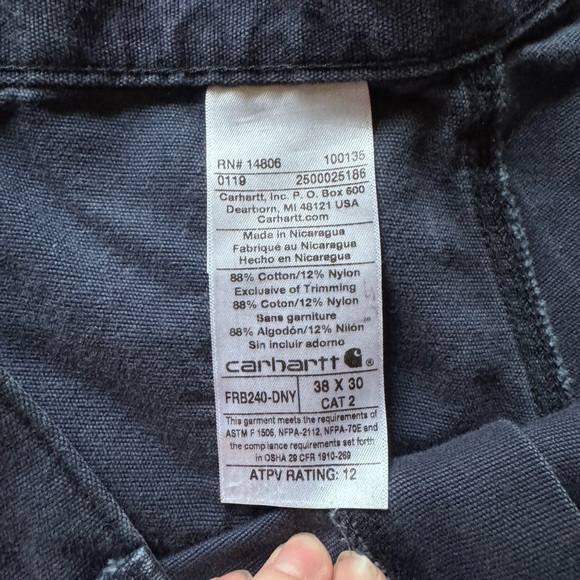 RN# 14806 100135
0119 2500025186
Carhartt, Inc. P. O. Box 600
Dearborn, MI 48121 USA
Carhartt.com
Made in Nicaragua
Fabriqué au Nicaragua
Hecho en Nicaragua
88% Cotton/12% Nylon
Exclusive of Trimming
88% Coton/12% Nylon
Sans garniture
88% Algodón/12% Nilón
Sin incluir adorno
carhartt ®
FRB240-DNY 38 X 30
CAT 2
This garment meets the requirements of
ASTM F 1506, NFPA-2112, NFPA-70E and
the compliance requirements set forth
in OSHA 29 CFR 1910-269
ATPV RATING: 12